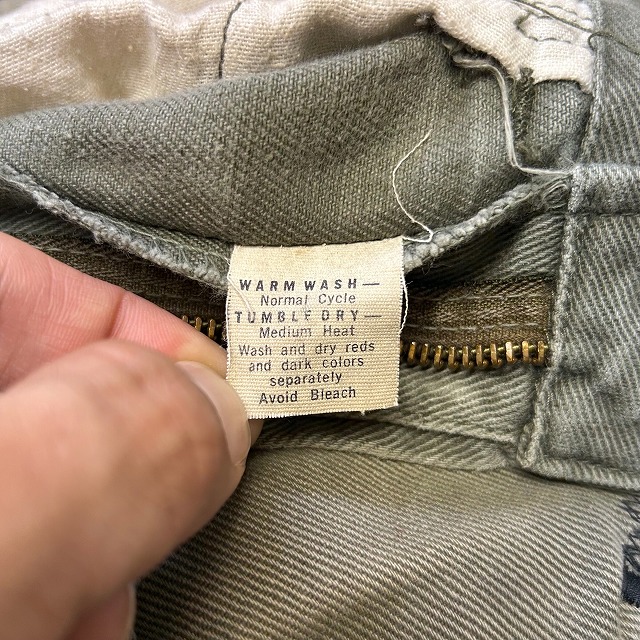 WARM WASH—
Normal Cycle
TUMBLE DRY—
Medium Heat
Wash and dry reds
and dark colors
separately
Avoid Bleach